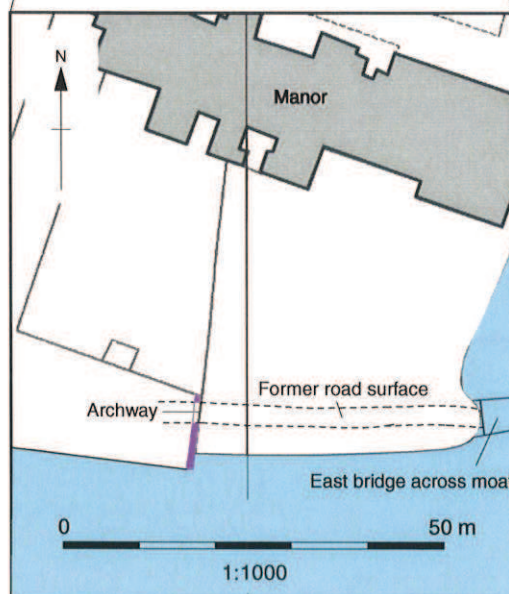 N
Manor
Former road surface
Archway
East bridge across moat
0 50 m
1:1000